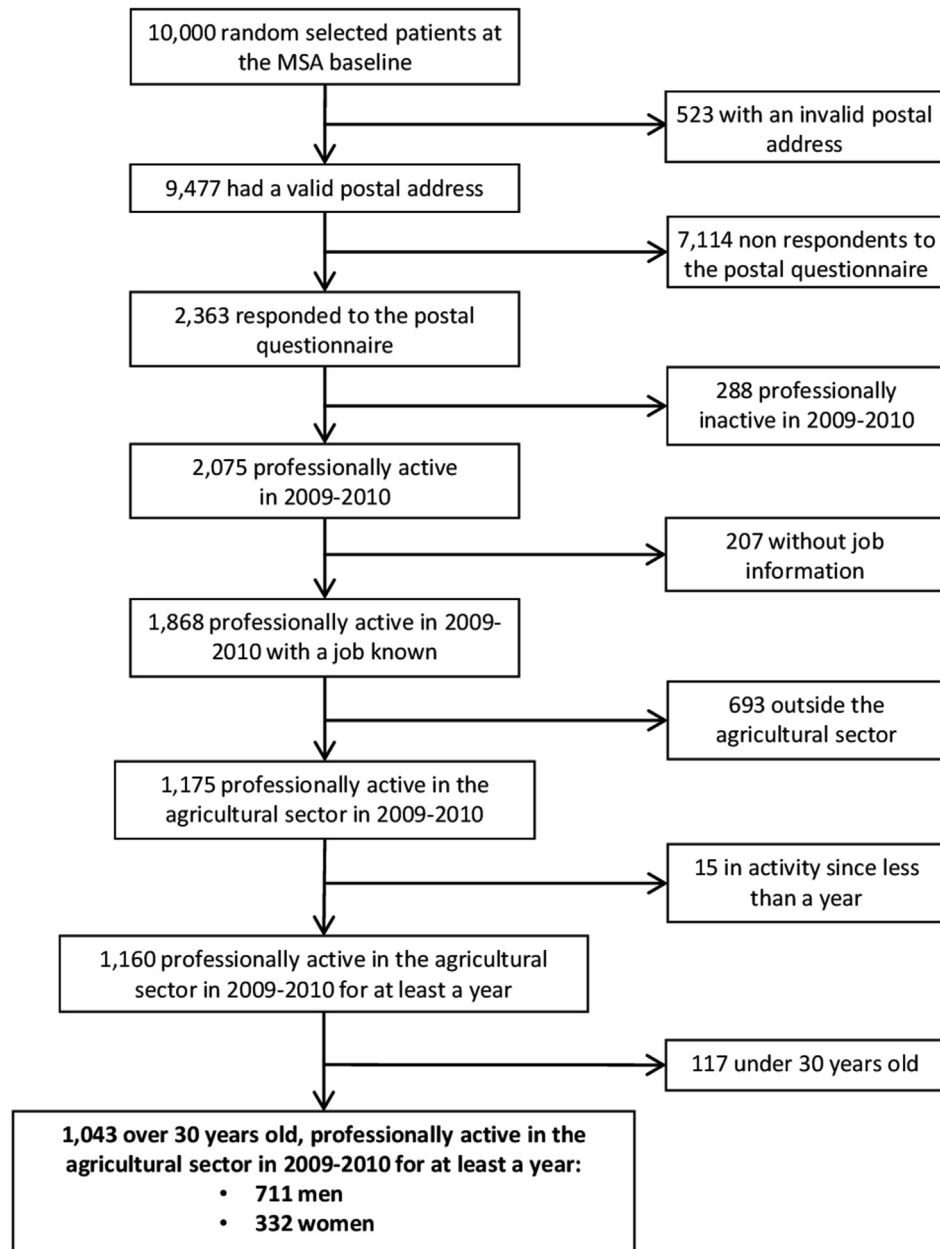 10,000 random selected patients at
the MSA baseline
523 with an invalid postal
address
9,477 had a valid postal address
7,114 non respondents to
the postal questionnaire
2,363 responded to the postal
questionnaire
288 professionally
inactive in 2009-2010
2,075 professionally active
in 2009-2010
207 without job
information
1,868 professionally active in 2009-
2010 with a job known
693 outside the
agricultural sector
1,175 professionally active in the
agricultural sector in 2009-2010
15 in activity since less
than a year
1,160 professionally active in the agricultural
sector in 2009-2010 for at least a year
117 under 30 years old
1,043 over 30 years old, professionally active in the
agricultural sector in 2009-2010 for at least a year:
• 711 men
• 332 women